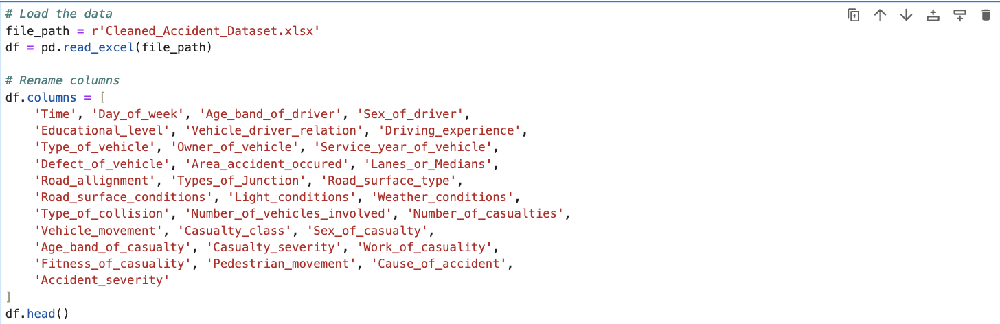 # Load the data
file_path = r'Cleaned_Accident_Dataset.xlsx'
df = pd.read_excel(file_path)
# Rename columns
df.columns = [
    'Time', 'Day_of_week', 'Age_band_of_driver', 'Sex_of_driver',
    'Educational_level', 'Vehicle_driver_relation', 'Driving_experience',
    'Type_of_vehicle', 'Owner_of_vehicle', 'Service_year_of_vehicle',
    'Defect_of_vehicle', 'Area_accident_occured', 'Lanes_or_Medians',
    'Road_allignment', 'Types_of_Junction', 'Road_surface_type',
    'Road_surface_conditions', 'Light_conditions', 'Weather_conditions',
    'Type_of_collision', 'Number_of_vehicles_involved', 'Number_of_casualties',
    'Vehicle_movement', 'Casualty_class', 'Sex_of_casualty',
    'Age_band_of_casualty', 'Casualty_severity', 'Work_of_casuality',
    'Fitness_of_casuality', 'Pedestrian_movement', 'Cause_of_accident',
    'Accident_severity'
]
df.head()